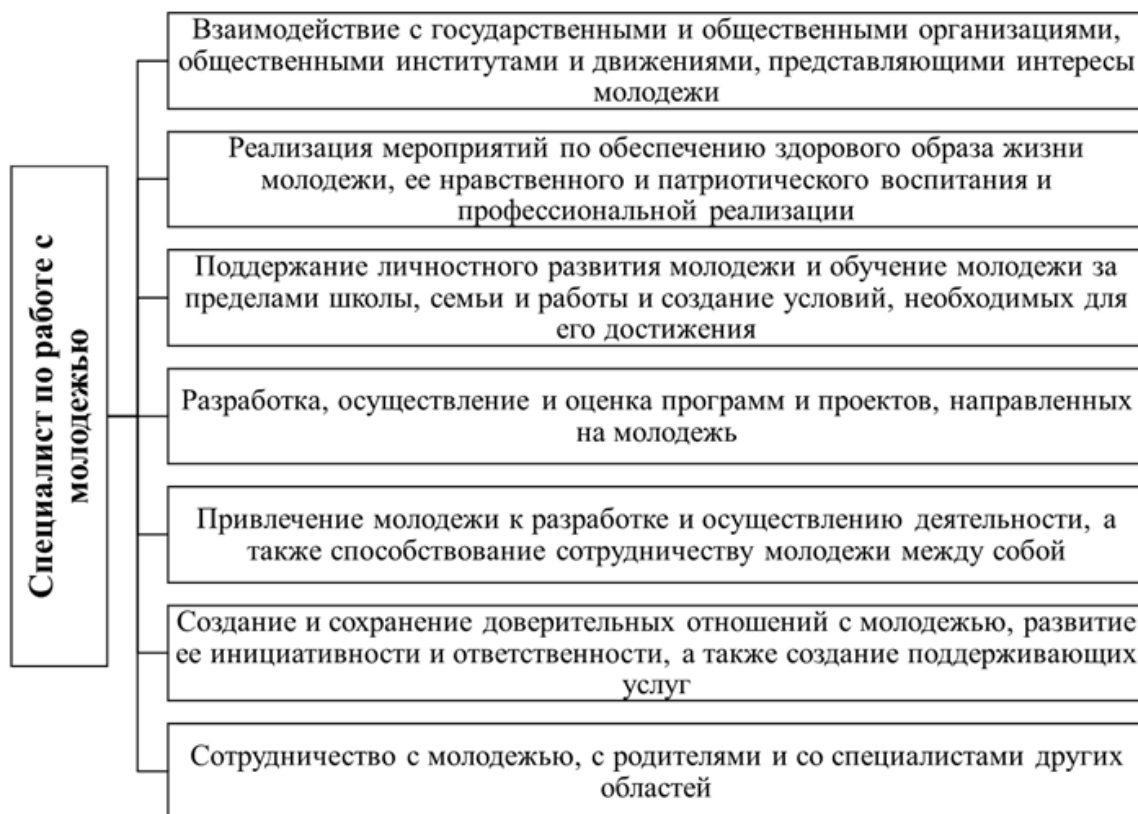 Специалист по работе с
молодежью
Взаимодействие с государственными и общественными организациями,
общественными институтами и движениями, представляющими интересы
молодежи
Реализация мероприятий по обеспечению здорового образа жизни
молодежи, ее нравственного и патриотического воспитания и
профессиональной реализации
Поддержание личностного развития молодежи и обучение молодежи за
пределами школы, семьи и работы и создание условий, необходимых для
его достижения
Разработка, осуществление и оценка программ и проектов, направленных
на молодежь
Привлечение молодежи к разработке и осуществлению деятельности, а
также способствование сотрудничеству молодежи между собой
Создание и сохранение доверительных отношений с молодежью, развитие
ее инициативности и ответственности, а также создание поддерживающих
услуг
Сотрудничество с молодежью, с родителями и со специалистами других
областей